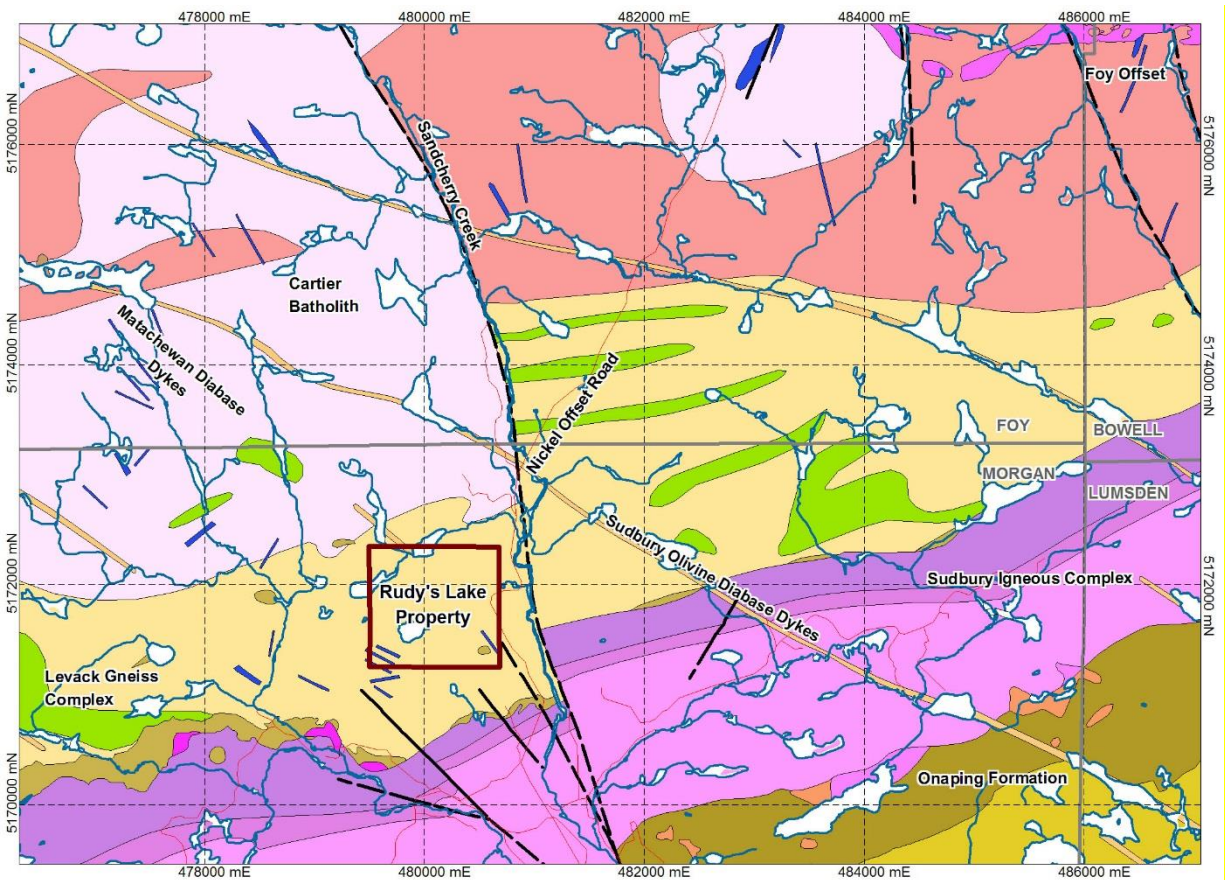 478000 mE
480000 mE
482000 mE
484000 mE
486000 mE
5176000 mN
5176000 mN
5174000 mN
5174000 mN
5172000 mN
5172000 mN
5170000 mN
5170000 mN
Foy Offset
Sandcherry Creek
Cartier
Batholith
Matachewan Diabase
Dykes
Nickel Offset Road
FOY
BOWELL
MORGAN
LUMSDEN
Sudbury Olivine Diabase Dykes
Sudbury Igneous Complex
Rudy's Lake
Property
Levack Gneiss
Complex
Onaping Formation
478000 mE
480000 mE
482000 mE
484000 mE
486000 mE